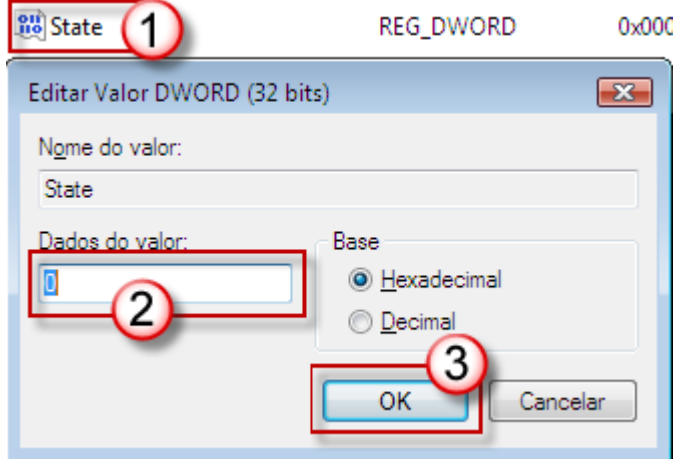 State 1 REG_DWORD 0x000
Editar Valor DWORD (32 bits)
Nome do valor:
State
Dados do valor: Base
0 Hexadecimal
2 Decimal
3
OK Cancelar